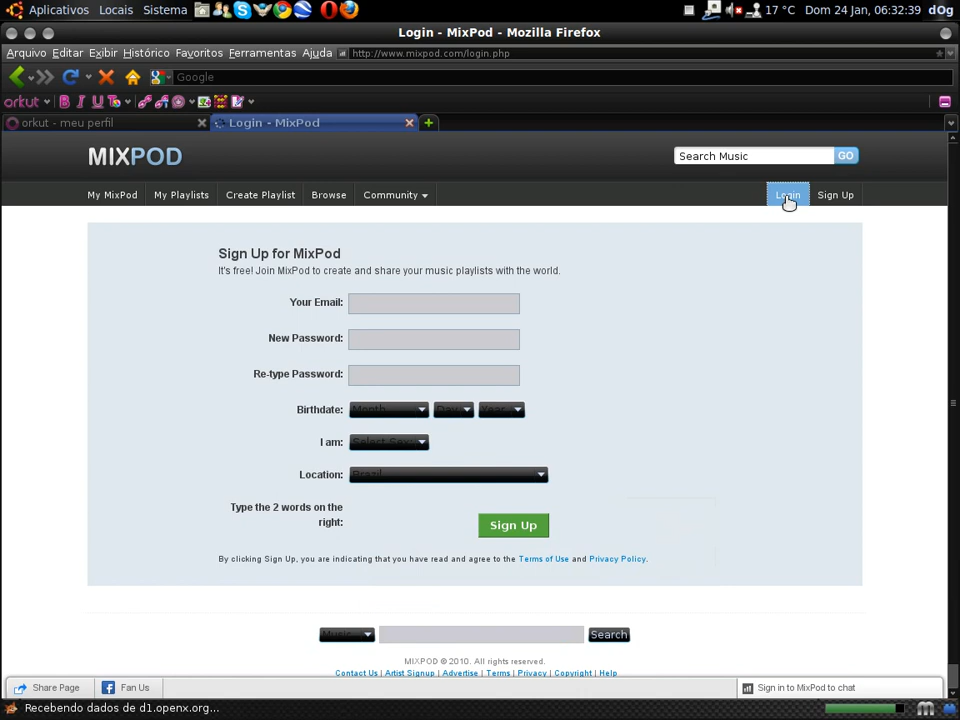 Aplicativos Locais Sistema 17 °C Dom 24 Jan, 06:32:39 dOg
Login - MixPod - Mozilla Firefox
Arquivo Editar Exibir Histórico Favoritos Ferramentas Ajuda http://www.mixpod.com/login.php
Google
orkut B I U
orkut - meu perfil Login - MixPod
MIXPOD Search Music GO
My MixPod My Playlists Create Playlist Browse Community Login Sign Up
Sign Up for MixPod
It's free! Join MixPod to create and share your music playlists with the world.
Your Email:
New Password:
Re-type Password:
Birthdate: Month Day Year
I am: Select Sex
Location: Brazil
Type the 2 words on the
right:
Sign Up
By clicking Sign Up, you are indicating that you have read and agree to the Terms of Use and Privacy Policy.
Music Search
MIXPOD © 2010. All rights reserved.
Contact Us | Artist Signup | Advertise | Terms | Privacy | Copyright | Help
Share Page Fan Us Sign in to MixPod to chat
Recebendo dados de d1.openx.org...